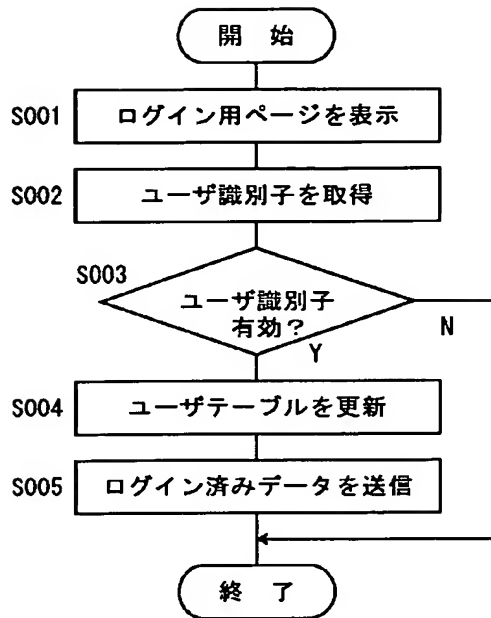 開 始
S001 ログイン用ページを表示
S002 ユーザ識別子を取得
S003
ユーザ識別子
有効？
N
Y
S004 ユーザテーブルを更新
S005 ログイン済みデータを送信
終 了